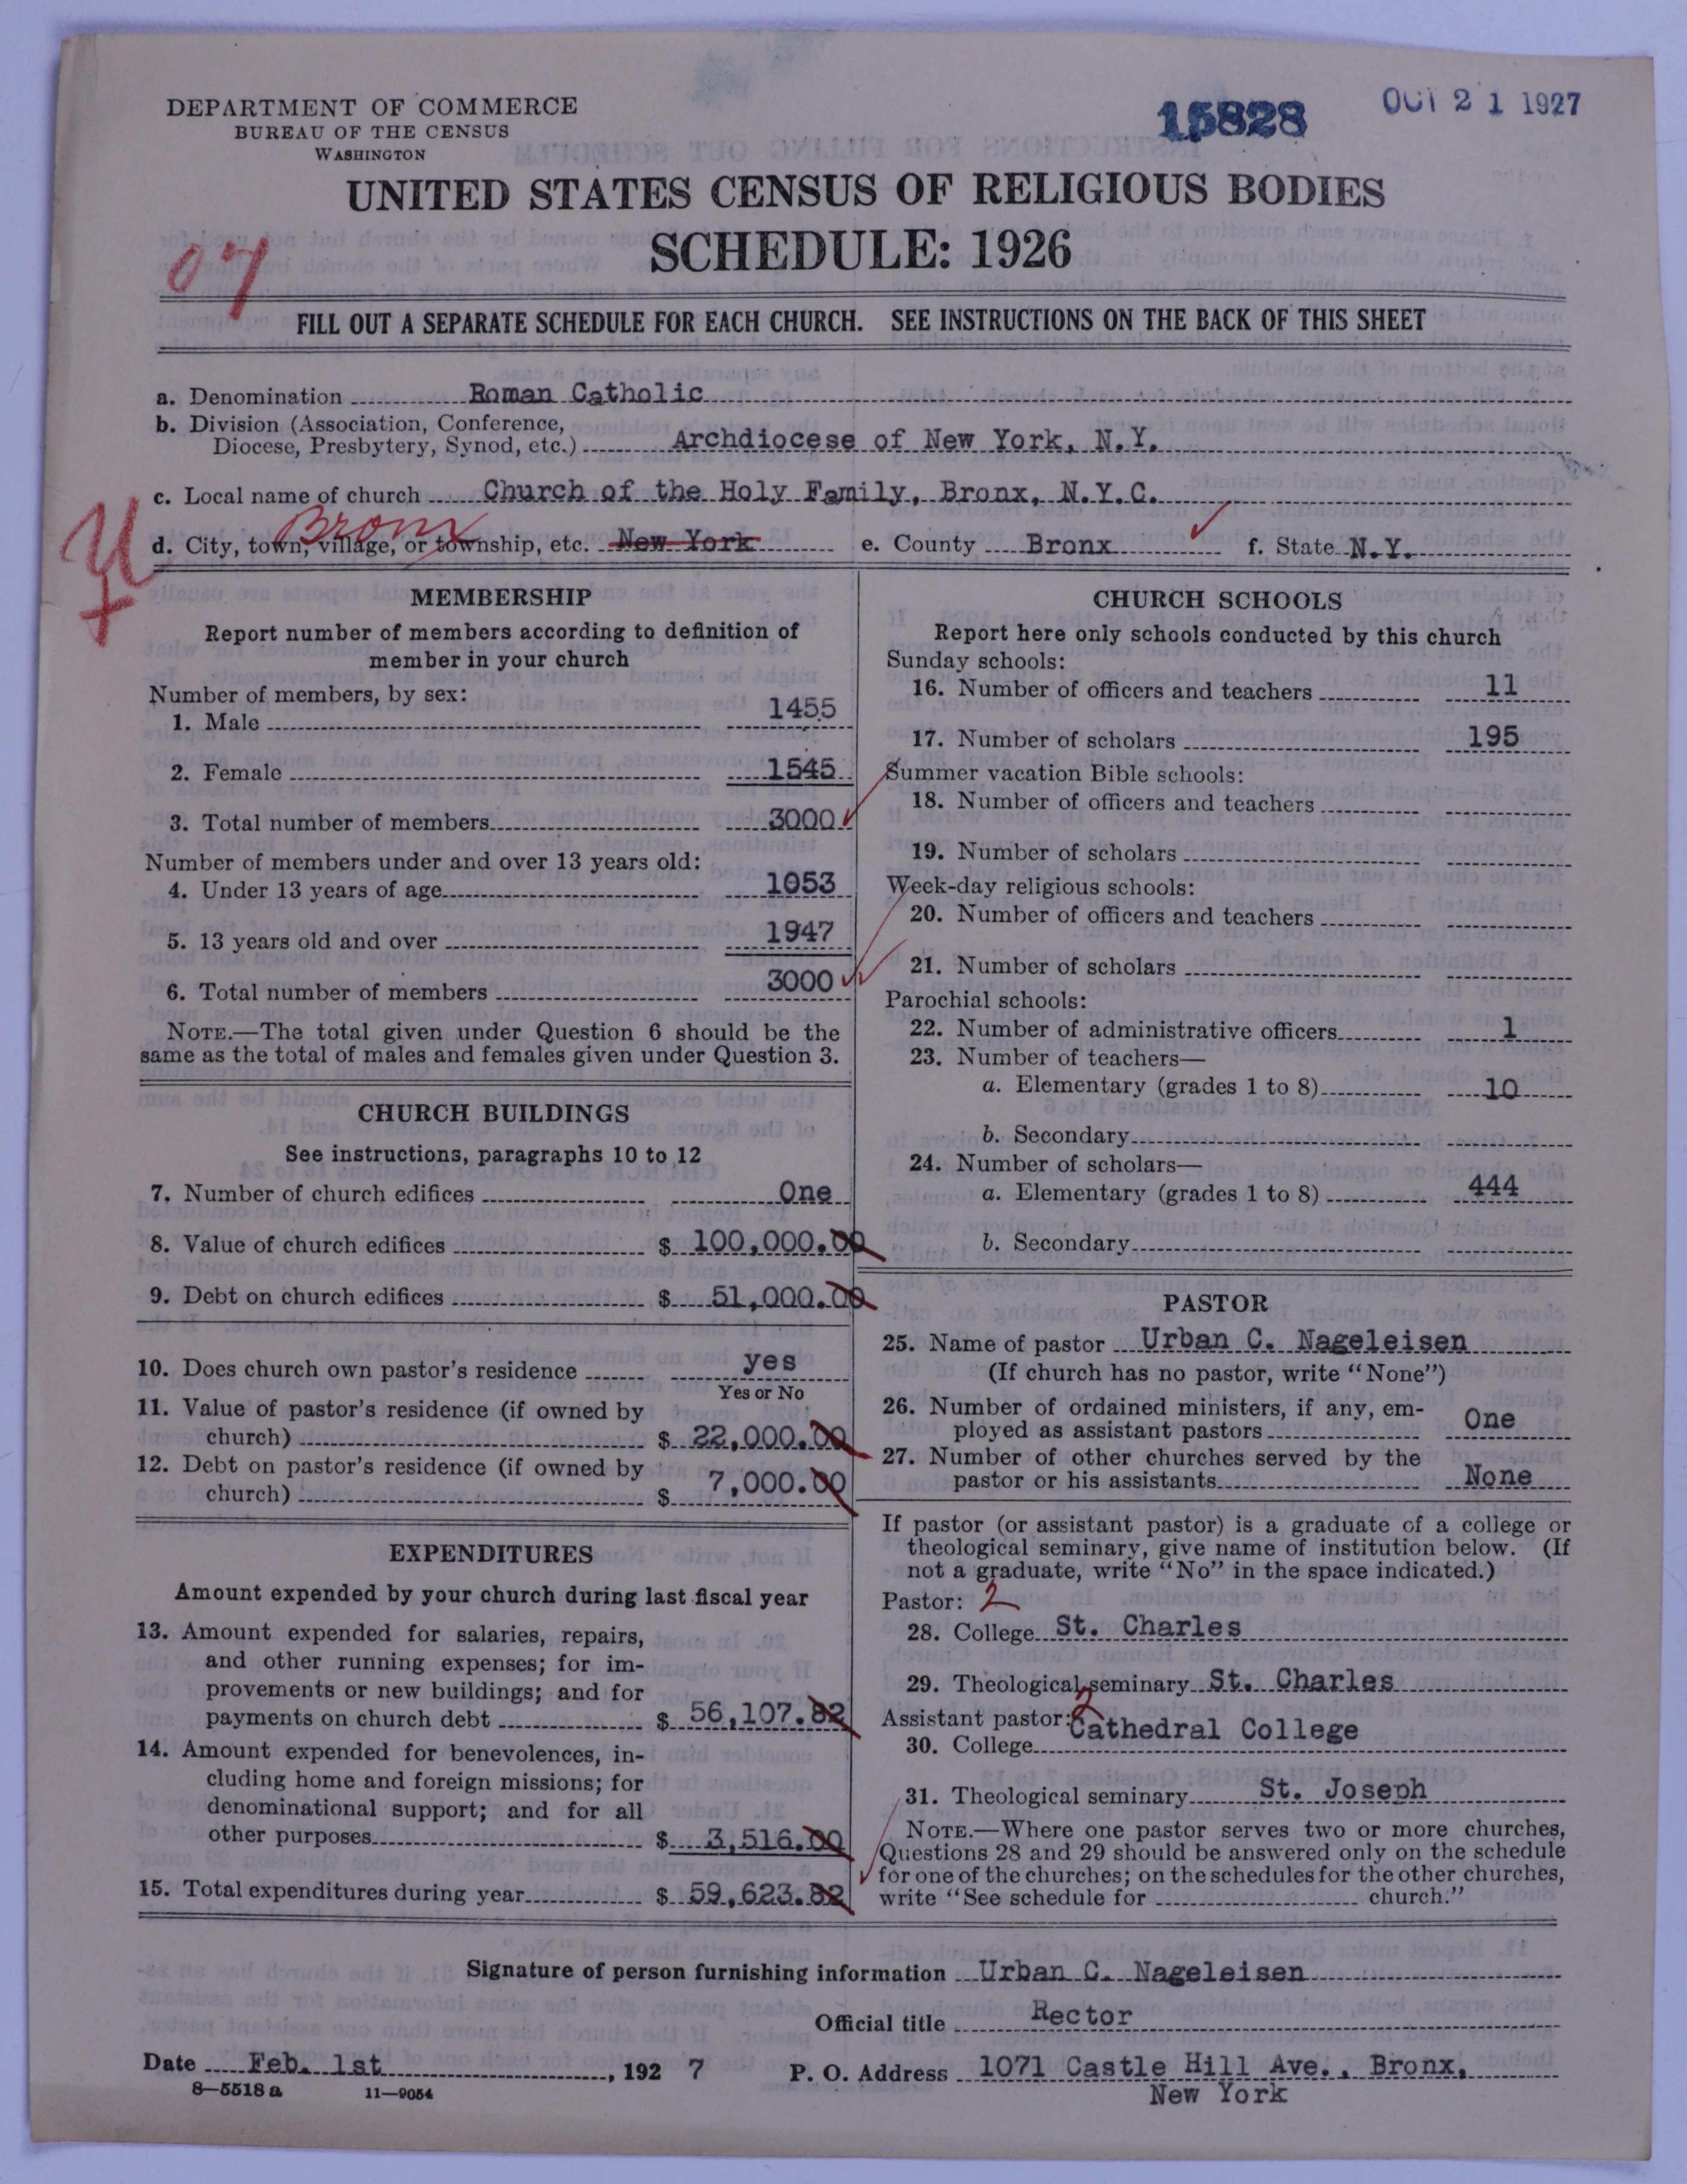 DEPARTMENT OF COMMERCE
BUREAU OF THE CENSUS
WASHINGTON
15828
OCT 21 1927
UNITED STATES CENSUS OF RELIGIOUS BODIES
SCHEDULE: 1926
07
FILL OUT A SEPARATE SCHEDULE FOR EACH CHURCH. SEE INSTRUCTIONS ON THE BACK OF THIS SHEET
a. Denomination Roman Catholic
b. Division (Association, Conference,
Diocese, Presbytery, Synod, etc.) Archdiocese of New York, N.Y.
c. Local name of church Church of the Holy Family, Bronx, N.Y.C.
Bronx
d. City, town, village, or township, etc. New York e. County Bronx f. State N.Y.
MEMBERSHIP
Report number of members according to definition of
member in your church
Number of members, by sex:
1. Male 1455
2. Female 1545
3. Total number of members 3000
Number of members under and over 13 years old:
4. Under 13 years of age 1053
5. 13 years old and over 1947
6. Total number of members 3000
NOTE.—The total given under Question 6 should be the
same as the total of males and females given under Question 3.
CHURCH BUILDINGS
See instructions, paragraphs 10 to 12
7. Number of church edifices One
8. Value of church edifices $ 100,000.00
9. Debt on church edifices $ 51,000.00
10. Does church own pastor's residence yes
Yes or No
11. Value of pastor's residence (if owned by
church) $ 22,000.00
12. Debt on pastor's residence (if owned by
church) $ 7,000.00
EXPENDITURES
Amount expended by your church during last fiscal year
13. Amount expended for salaries, repairs,
and other running expenses; for im-
provements or new buildings; and for
payments on church debt $ 56,107.82
14. Amount expended for benevolences, in-
cluding home and foreign missions; for
denominational support; and for all
other purposes $ 3,516.00
15. Total expenditures during year $ 59,623.82
CHURCH SCHOOLS
Report here only schools conducted by this church
Sunday schools:
16. Number of officers and teachers 11
17. Number of scholars 195
Summer vacation Bible schools:
18. Number of officers and teachers
19. Number of scholars
Week-day religious schools:
20. Number of officers and teachers
21. Number of scholars
Parochial schools:
22. Number of administrative officers 1
23. Number of teachers—
a. Elementary (grades 1 to 8) 10
b. Secondary
24. Number of scholars—
a. Elementary (grades 1 to 8) 444
b. Secondary
PASTOR
25. Name of pastor Urban C. Nageleisen
(If church has no pastor, write "None")
26. Number of ordained ministers, if any, em-
ployed as assistant pastors One
27. Number of other churches served by the
pastor or his assistants None
If pastor (or assistant pastor) is a graduate of a college or
theological seminary, give name of institution below. (If
not a graduate, write "No" in the space indicated.)
Pastor: 2
28. College St. Charles
29. Theological seminary St. Charles
Assistant pastor: 2
30. College Cathedral College
31. Theological seminary St. Joseph
NOTE.—Where one pastor serves two or more churches,
Questions 28 and 29 should be answered only on the schedule
for one of the churches; on the schedules for the other churches,
write "See schedule for church."
Signature of person furnishing information Urban C. Nageleisen
Official title Rector
Date Feb. 1st, 1927 P. O. Address 1071 Castle Hill Ave., Bronx,
New York
8—5518a 11—9054